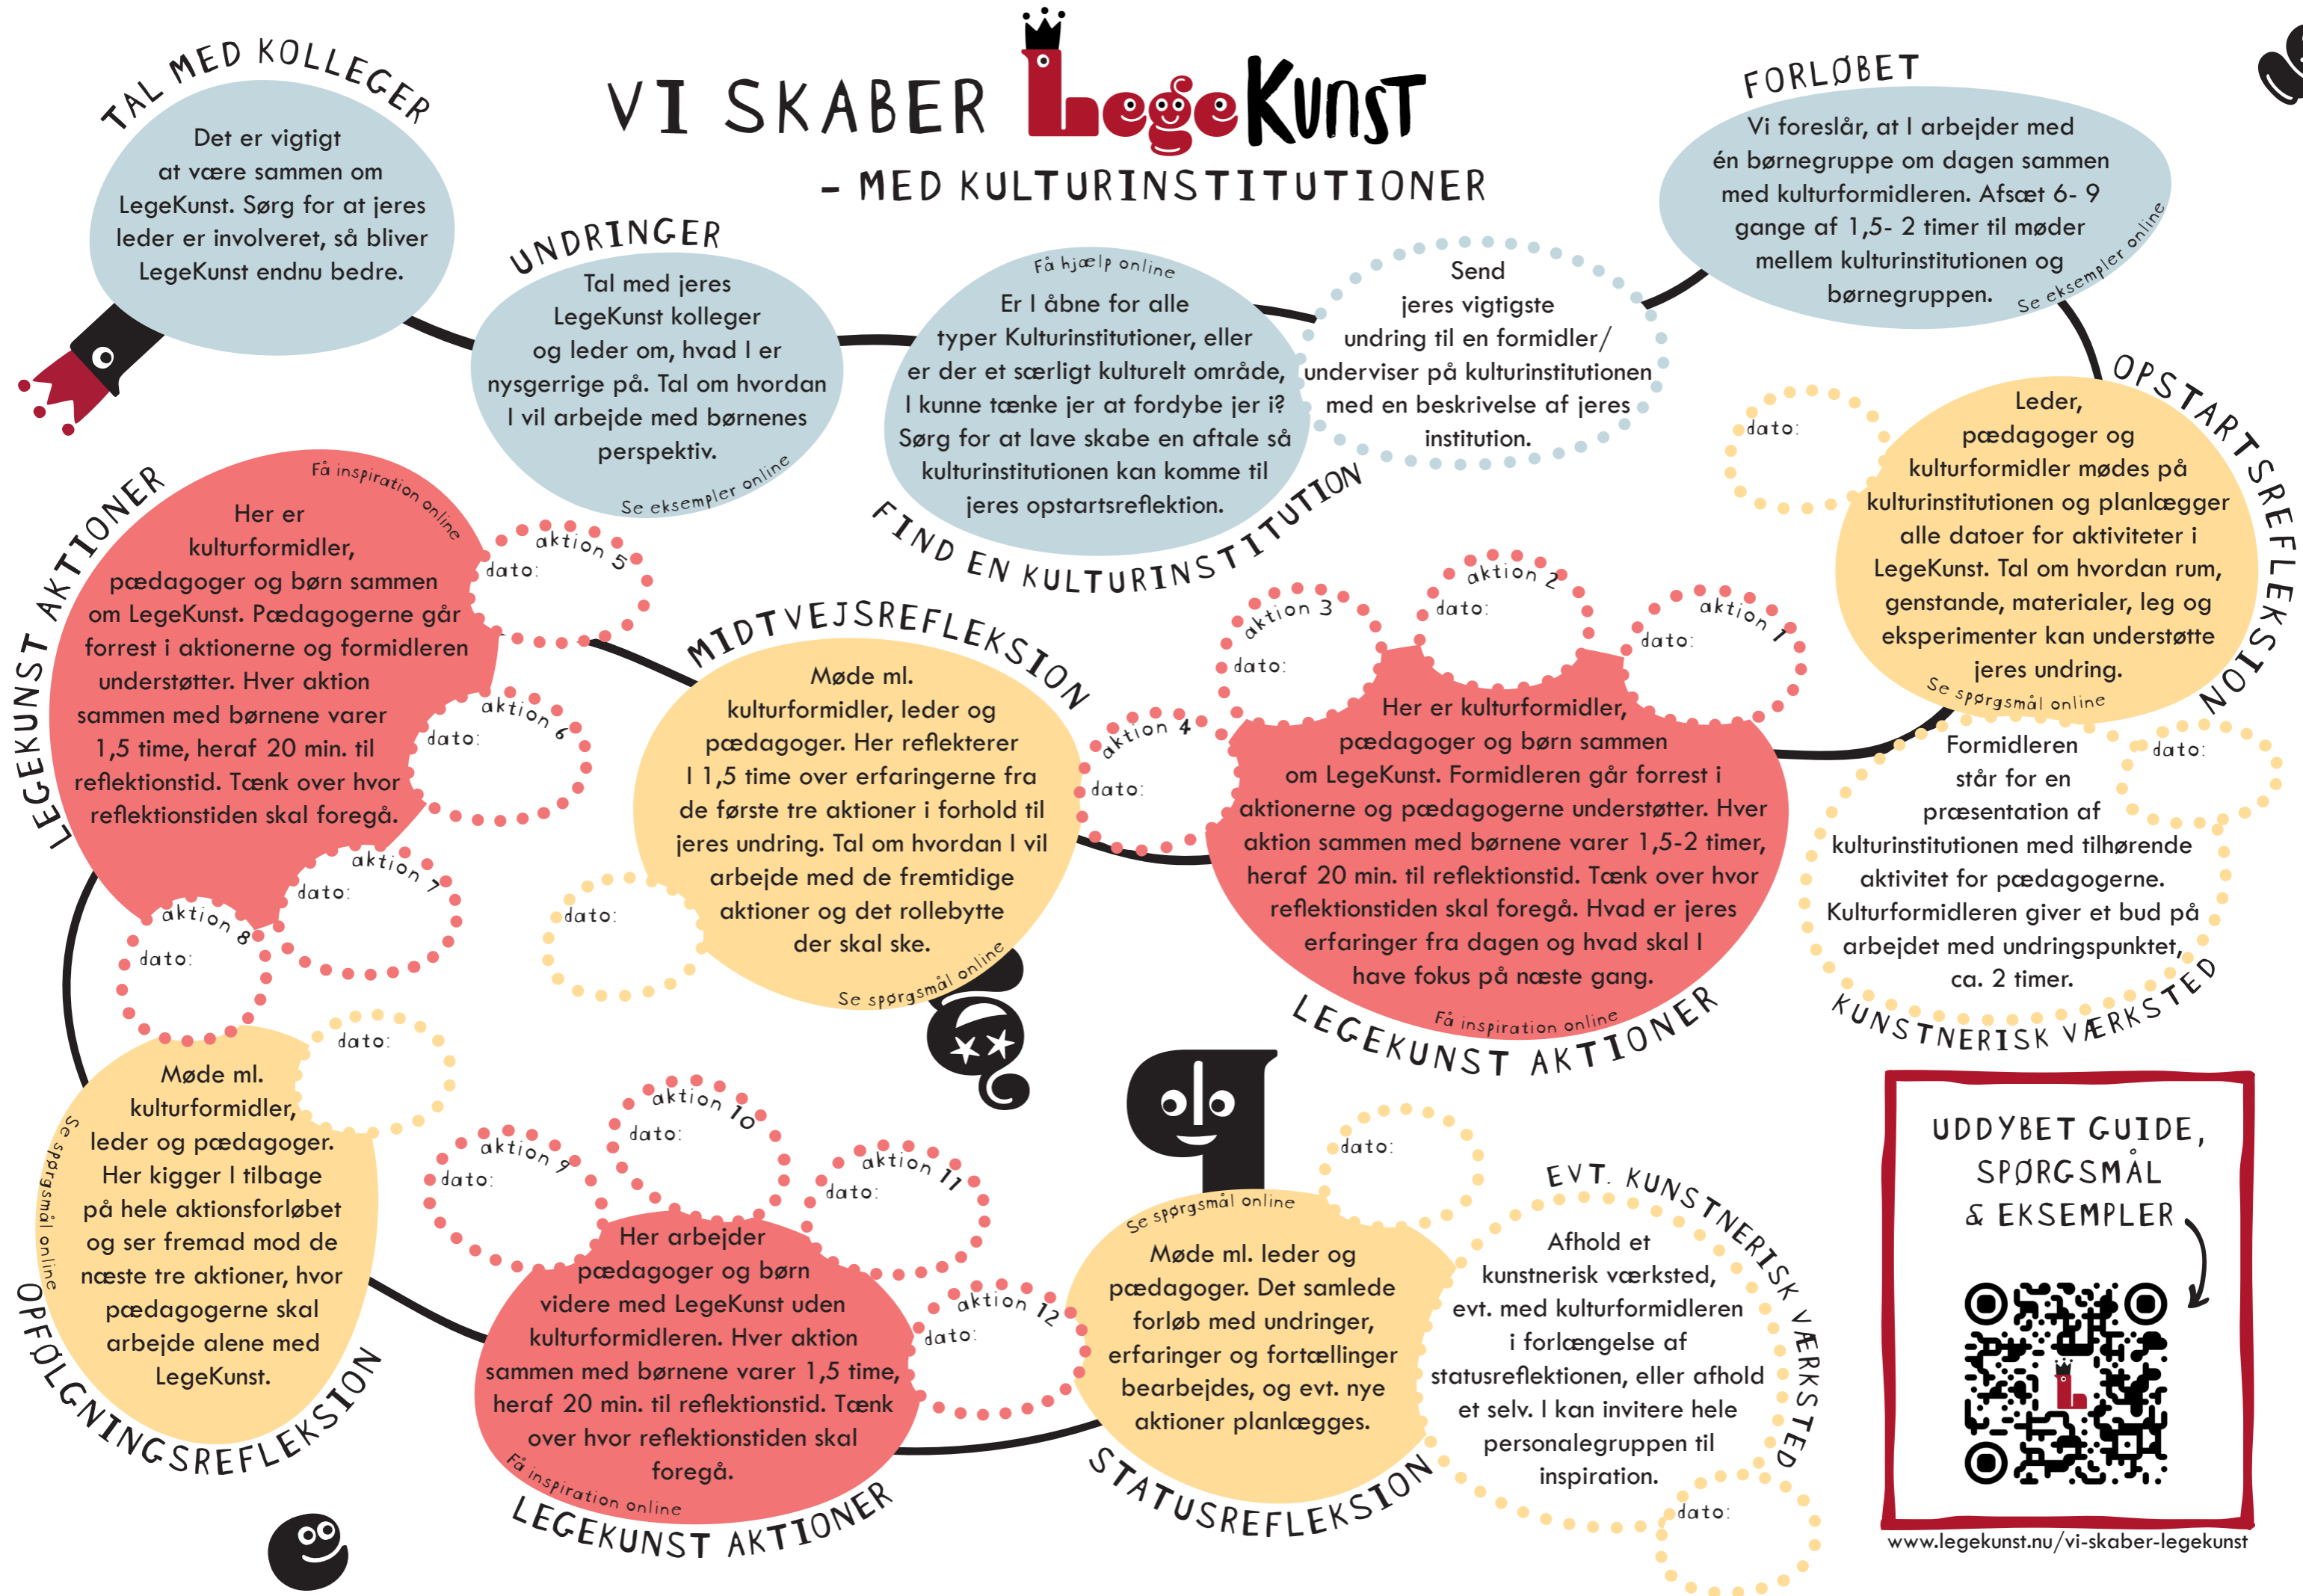 VI SKABER LegeKunst
- MED KULTURINSTITUTIONER
TAL MED KOLLEGER
Det er vigtigt
at være sammen om
LegeKunst. Sørg for at jeres
leder er involveret, så bliver
LegeKunst endnu bedre.
UNDRINGER
Tal med jeres
LegeKunst kolleger
og leder om, hvad I er
nysgerrige på. Tal om hvordan
I vil arbejde med børnenes
perspektiv.
Se eksempler online
Få hjælp online
Er I åbne for alle
typer Kulturinstitutioner, eller
er der et særligt kulturelt område,
I kunne tænke jer at fordybe jer i?
Sørg for at lave skabe en aftale så
kulturinstitutionen kan komme til
jeres opstartsreflektion.
FIND EN KULTURINSTITUTION
Send
jeres vigtigste
undring til en formidler/
underviser på kulturinstitutionen
med en beskrivelse af jeres
institution.
FORLØBET
Vi foreslår, at I arbejder med
én børnegruppe om dagen sammen
med kulturformidleren. Afsæt 6- 9
gange af 1,5- 2 timer til møder
mellem kulturinstitutionen og
børnegruppen.
Se eksempler online
OPSTARTSREFLEKSION
dato:
Leder,
pædagoger og
kulturformidler mødes på
kulturinstitutionen og planlægger
alle datoer for aktiviteter i
LegeKunst. Tal om hvordan rum,
genstande, materialer, leg og
eksperimenter kan understøtte
jeres undring.
Se spørgsmål online
dato:
Formidleren
står for en
præsentation af
kulturinstitutionen med tilhørende
aktivitet for pædagogerne.
Kulturformidleren giver et bud på
arbejdet med undringspunktet,
ca. 2 timer.
KUNSTNERISK VÆRKSTED
aktion 1
dato:
aktion 2
dato:
aktion 3
dato:
aktion 4
dato:
Her er kulturformidler,
pædagoger og børn sammen
om LegeKunst. Formidleren går forrest i
aktionerne og pædagogerne understøtter. Hver
aktion sammen med børnene varer 1,5-2 timer,
heraf 20 min. til reflektionstid. Tænk over hvor
reflektionstiden skal foregå. Hvad er jeres
erfaringer fra dagen og hvad skal I
have fokus på næste gang.
Få inspiration online
LEGEKUNST AKTIONER
MIDTVEJSREFLEKSION
Møde ml.
kulturformidler, leder og
pædagoger. Her reflekterer
I 1,5 time over erfaringerne fra
de første tre aktioner i forhold til
jeres undring. Tal om hvordan I vil
arbejde med de fremtidige
aktioner og det rollebytte
der skal ske.
Se spørgsmål online
dato:
LEGEKUNST AKTIONER
Få inspiration online
Her er
kulturformidler,
pædagoger og børn sammen
om LegeKunst. Pædagogerne går
forrest i aktionerne og formidleren
understøtter. Hver aktion
sammen med børnene varer
1,5 time, heraf 20 min. til
reflektionstid. Tænk over hvor
reflektionstiden skal foregå.
aktion 5
dato:
aktion 6
dato:
aktion 7
dato:
aktion 8
dato:
dato:
Møde ml.
kulturformidler,
leder og pædagoger.
Her kigger I tilbage
på hele aktionsforløbet
og ser fremad mod de
næste tre aktioner, hvor
pædagogerne skal
arbejde alene med
LegeKunst.
Se spørgsmål online
OPFØLGNINGSREFLEKSION
aktion 9
dato:
aktion 10
dato:
aktion 11
dato:
aktion 12
dato:
Her arbejder
pædagoger og børn
videre med LegeKunst uden
kulturformidleren. Hver aktion
sammen med børnene varer 1,5 time,
heraf 20 min. til reflektionstid. Tænk
over hvor reflektionstiden skal
foregå.
Få inspiration online
LEGEKUNST AKTIONER
dato:
Se spørgsmål online
Møde ml. leder og
pædagoger. Det samlede
forløb med undringer,
erfaringer og fortællinger
bearbejdes, og evt. nye
aktioner planlægges.
STATUSREFLEKSION
EVT. KUNSTNERISK VÆRKSTED
Afhold et
kunstnerisk værksted,
evt. med kulturformidleren
i forlængelse af
statusreflektionen, eller afhold
et selv. I kan invitere hele
personalegruppen til
inspiration.
dato:
UDDYBET GUIDE,
SPØRGSMÅL
& EKSEMPLER
www.legekunst.nu/vi-skaber-legekunst